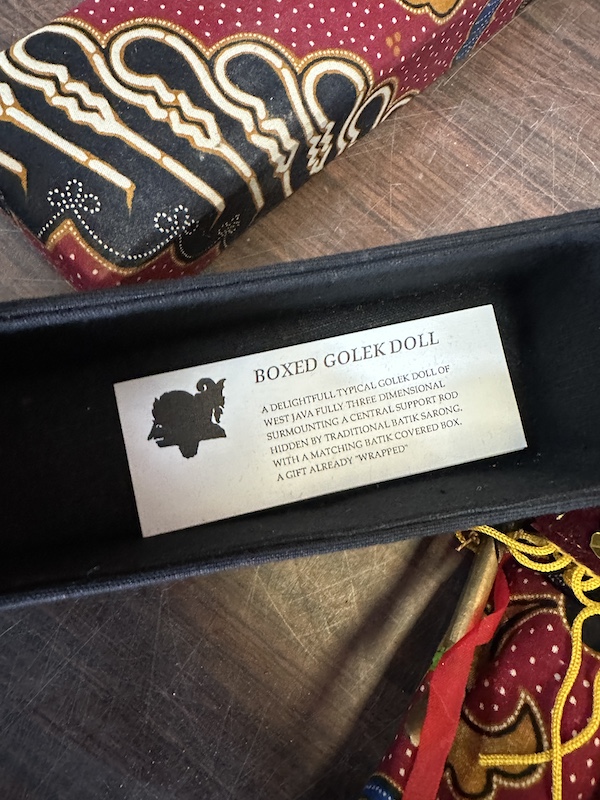 BOXED GOLEK DOLL
A DELIGHTFULL TYPICAL GOLEK DOLL OF
WEST JAVA FULLY THREE DIMENSIONAL
SURMOUNTING A CENTRAL SUPPORT ROD
HIDDEN BY TRADITIONAL BATIK SARONG,
WITH A MATCHING BATIK COVERED BOX.
A GIFT ALREADY "WRAPPED"